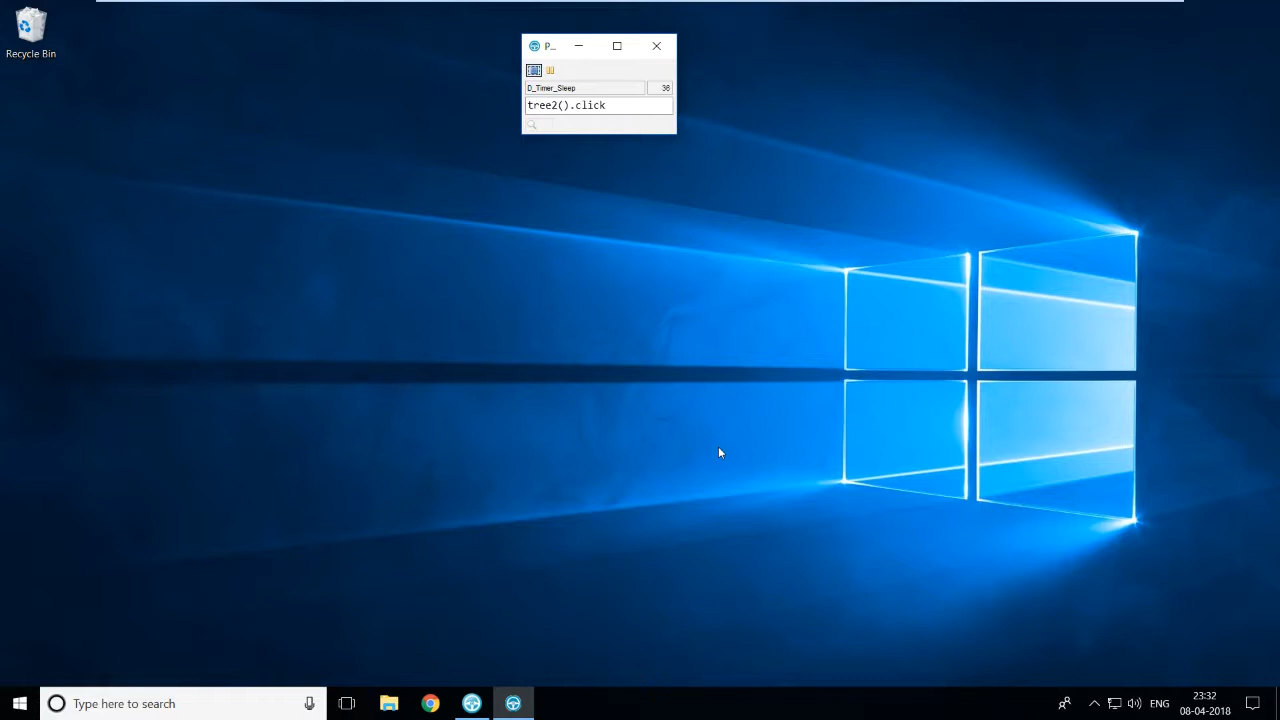 Recycle Bin
P...
D_Timer_Sleep 36
tree2().click
Type here to search
ENG
23:32
08-04-2018